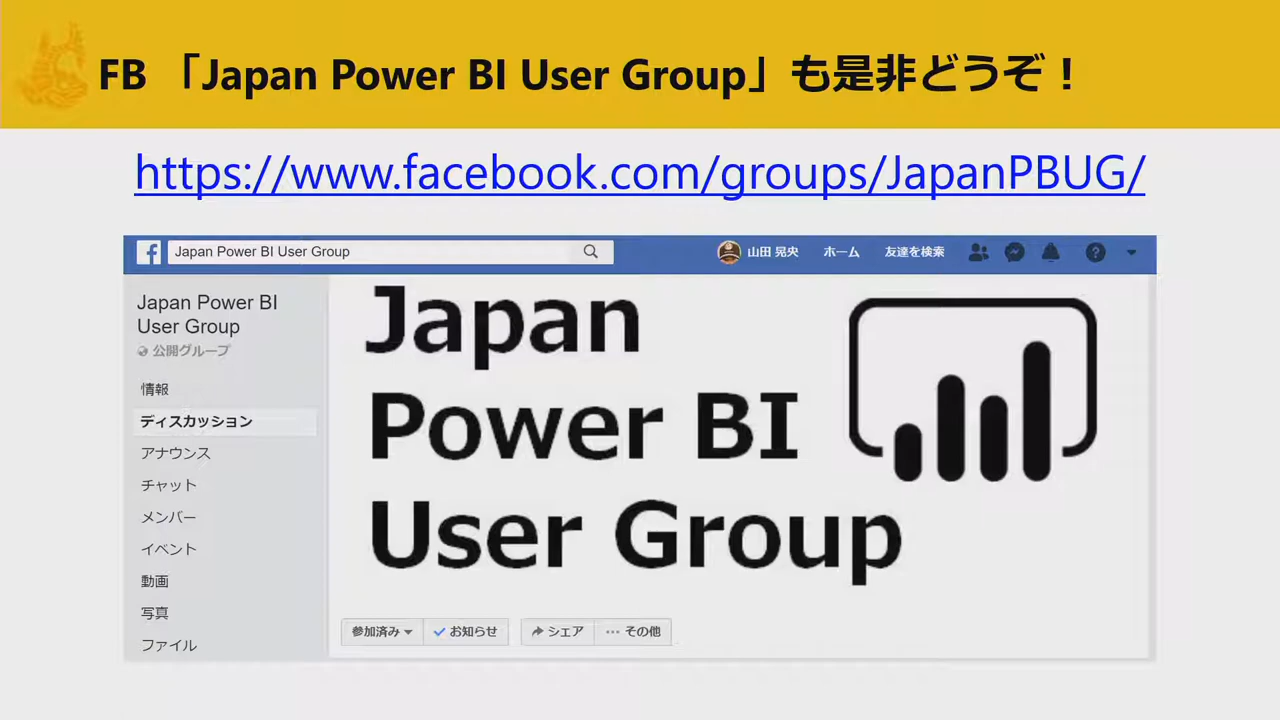 FB 「Japan Power BI User Group」も是非どうぞ！
https://www.facebook.com/groups/JapanPBUG/
Japan Power BI User Group
山田 晃央
ホーム
友達を検索
Japan Power BI
User Group
公開グループ
情報
ディスカッション
アナウンス
チャット
メンバー
イベント
動画
写真
ファイル
Japan
Power BI
User Group
参加済み
お知らせ
シェア
その他